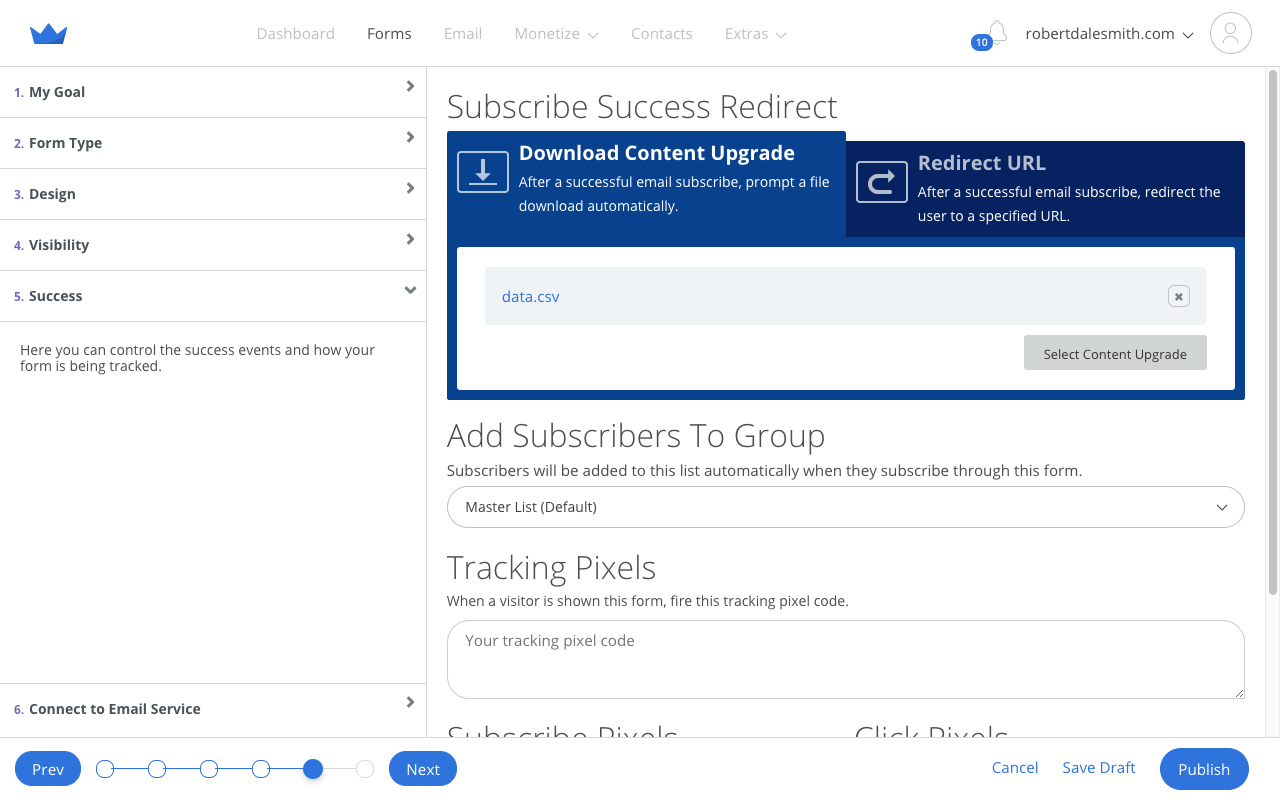 Dashboard
Forms
Email
Monetize
Contacts
Extras
10
robertdalesmith.com
1. My Goal
2. Form Type
3. Design
4. Visibility
5. Success
Here you can control the success events and how your
form is being tracked.
6. Connect to Email Service
Subscribe Success Redirect
Download Content Upgrade
After a successful email subscribe, prompt a file
download automatically.
Redirect URL
After a successful email subscribe, redirect the
user to a specified URL.
data.csv
Select Content Upgrade
Add Subscribers To Group
Subscribers will be added to this list automatically when they subscribe through this form.
Master List (Default)
Tracking Pixels
When a visitor is shown this form, fire this tracking pixel code.
Your tracking pixel code
Subscribe Pixels
Click Pixels
Prev
Next
Cancel
Save Draft
Publish